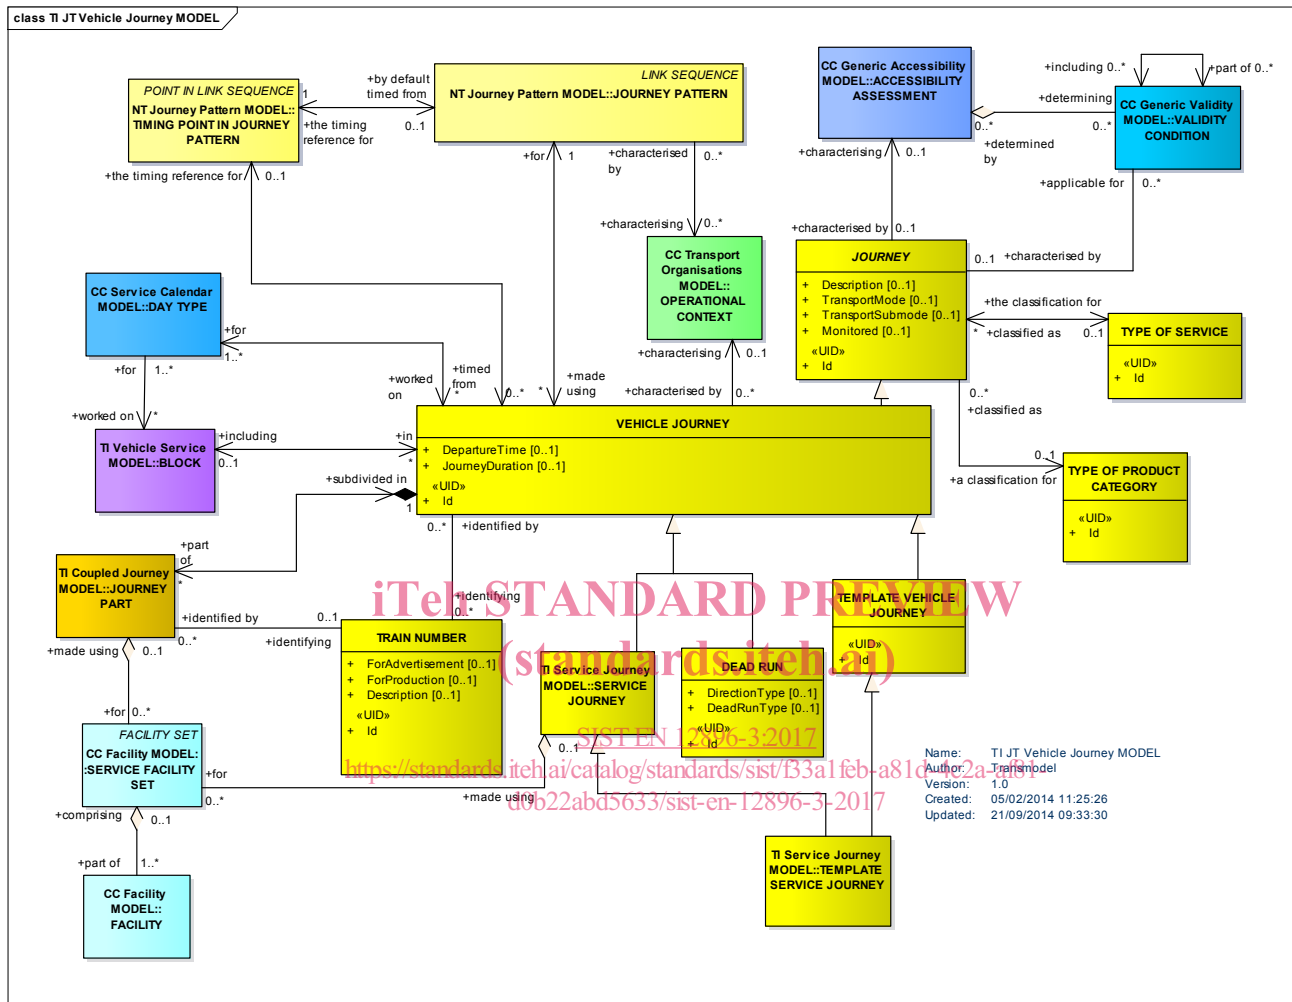 class TI JT Vehicle Journey MODEL
POINT IN LINK SEQUENCE
NT Journey Pattern MODEL::
TIMING POINT IN JOURNEY
PATTERN
1
+the timing
reference for
+by default
timed from
0..1
LINK SEQUENCE
NT Journey Pattern MODEL::JOURNEY PATTERN
CC Generic Accessibility
MODEL::ACCESSIBILITY
ASSESSMENT
+including 0..*
+part of 0..*
+determining
0..*
0..*
+determined
by
CC Generic Validity
MODEL::VALIDITY
CONDITION
+the timing reference for
0..1
+for
1
+characterised
by
0..*
+characterising
0..1
+applicable for
0..*
+characterising
0..*
+characterised by
0..1
CC Transport
Organisations
MODEL::
OPERATIONAL
CONTEXT
JOURNEY
+ Description [0..1]
+ TransportMode [0..1]
+ TransportSubmode [0..1]
+ Monitored [0..1]
«UID»
+ Id
0..1
+characterised by
+the classification for
*
+classified as
0..1
TYPE OF SERVICE
«UID»
+ Id
CC Service Calendar
MODEL::DAY TYPE
+for
1..*
+for
1..*
+worked on
*
+worked
on
*
+timed
from
0..*
*
+made
using
+characterising
0..1
+characterised by
0..*
0..*
+classified as
0..1
+a classification for
TYPE OF PRODUCT
CATEGORY
«UID»
+ Id
TI Vehicle Service
MODEL::BLOCK
+including
0..1
+in
*
VEHICLE JOURNEY
+ DepartureTime [0..1]
+ JourneyDuration [0..1]
«UID»
+ Id
+subdivided in
1
0..*
+identified by
+part
of
*
TI Coupled Journey
MODEL::JOURNEY
PART
+identified by
0..*
0..1
+identifying
+identifying
0..*
+made using
0..1
TRAIN NUMBER
+ ForAdvertisement [0..1]
+ ForProduction [0..1]
+ Description [0..1]
«UID»
+ Id
TI Service Journey
MODEL::SERVICE
JOURNEY
DEAD RUN
+ DirectionType [0..1]
+ DeadRunType [0..1]
«UID»
+ Id
TEMPLATE VEHICLE
JOURNEY
«UID»
+ Id
iTeh STANDARD PREVIEW
(standards.iteh.ai)
SIST EN 12896-3:2017
https://standards.iteh.ai/catalog/standards/sist/f33a1feb-a81d-4c2a-af81-
d0b22abd5633/sist-en-12896-3-2017
+for
0..*
FACILITY SET
CC Facility MODEL:
:SERVICE FACILITY
SET
+for
0..*
0..1
+made using
+comprising
0..1
+part of
1..*
CC Facility
MODEL::
FACILITY
TI Service Journey
MODEL::TEMPLATE
SERVICE JOURNEY
Name: TI JT Vehicle Journey MODEL
Author: Transmodel
Version: 1.0
Created: 05/02/2014 11:25:26
Updated: 21/09/2014 09:33:30